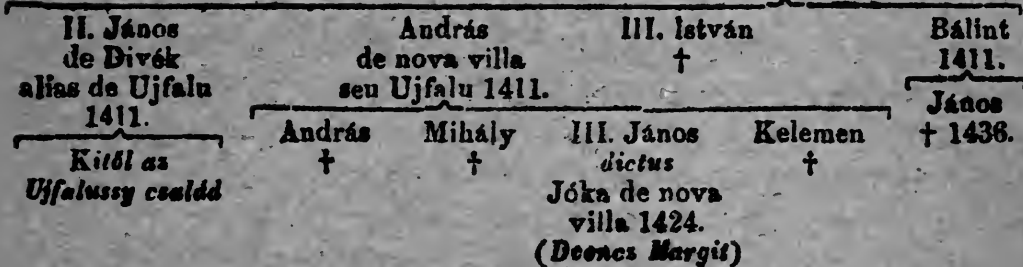 II. János András III. István Bálint
de Divék de nova villa † 1411.
alias de Ujfalu seu Ujfalu 1411. János
1411. András Mihály III. János Kelemen † 1436.
Kitől az † † dictus †
Ujfalussy család Jóka de nova
villa 1424.
(Deencs Margit)